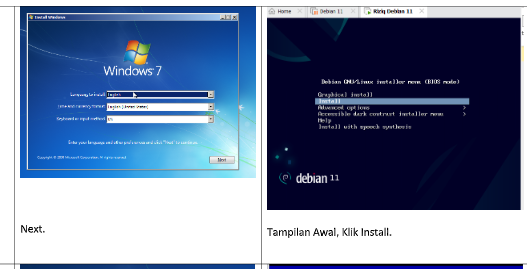 Install Windows
Windows 7
Language to install: English
Time and currency format: English (United States)
Keyboard or input method: US
Enter your language and other preferences and click "Next" to continue.
Copyright © 2009 Microsoft Corporation. All rights reserved.
Next
Next.
Home
Debian 11
Riziq Debian 11
Debian GNU/Linux installer menu (BIOS mode)
Graphical install
Install
Advanced options >
Accessible dark contrast installer menu >
Help
Install with speech synthesis
debian 11
Tampilan Awal, Klik Install.